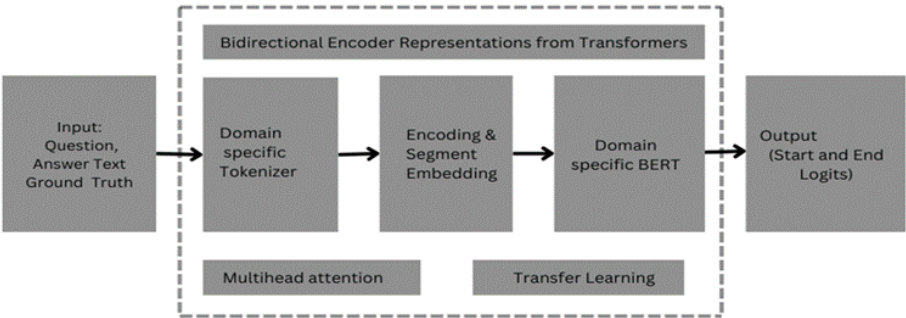 Bidirectional Encoder Representations from Transformers
Input:
Question,
Answer Text
Ground Truth
Domain
specific
Tokenizer
Encoding &
Segment
Embedding
Domain
specific BERT
Output
(Start and End
Logits)
Multihead attention
Transfer Learning